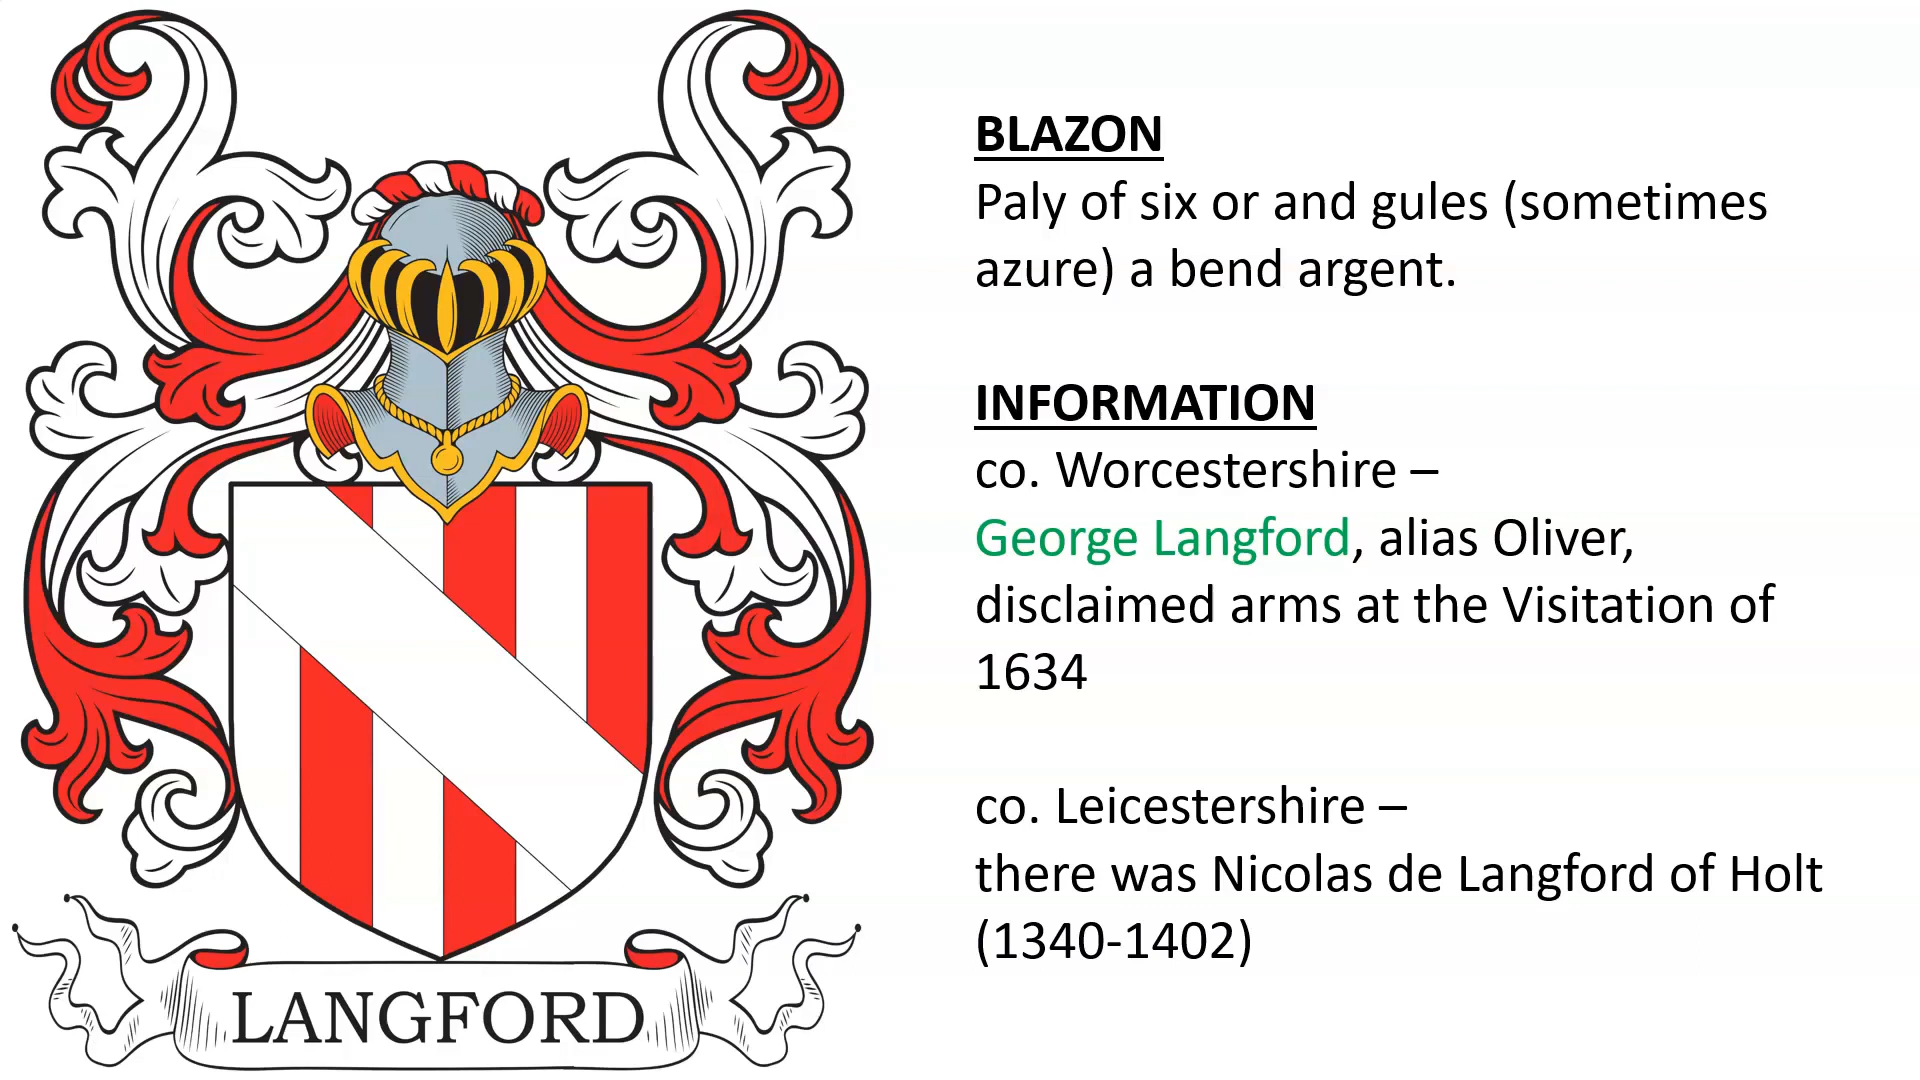 BLAZON
Paly of six or and gules (sometimes
azure) a bend argent.
INFORMATION
co. Worcestershire –
George Langford, alias Oliver,
disclaimed arms at the Visitation of
1634
co. Leicestershire –
there was Nicolas de Langford of Holt
(1340-1402)
LANGFORD